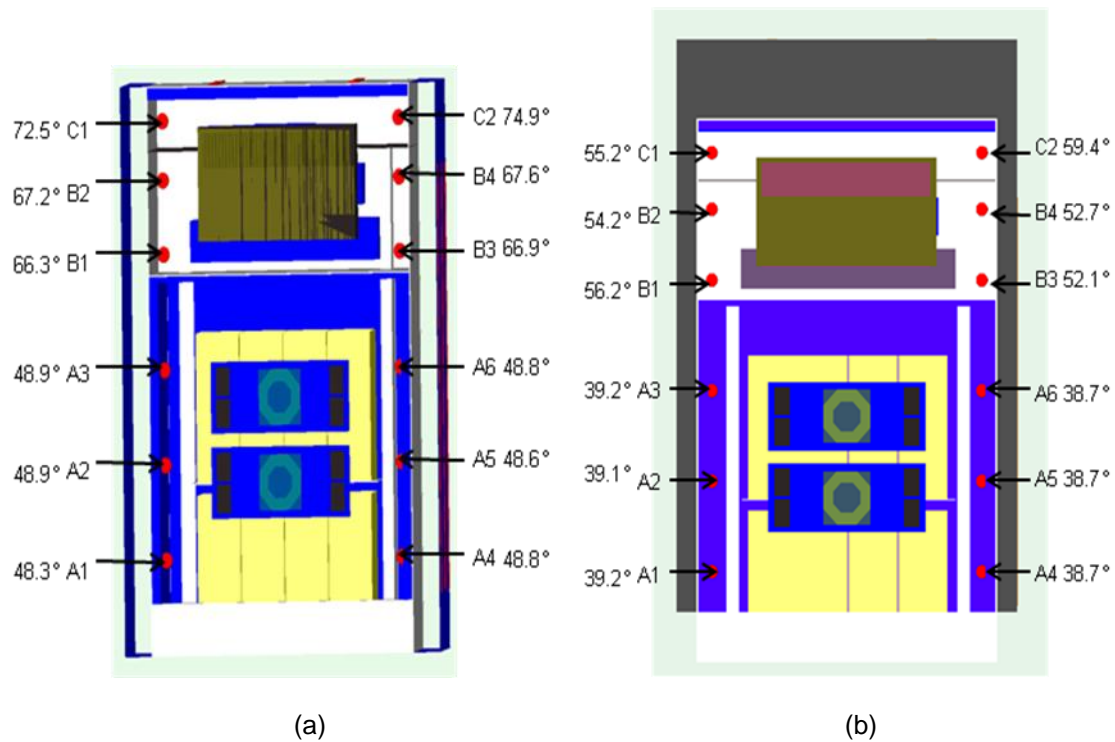 72.5° C1
67.2° B2
66.3° B1
48.9° A3
48.9° A2
48.3° A1
C2 74.9°
B4 67.6°
B3 66.9°
A6 48.8°
A5 48.6°
A4 48.8°
(a)
55.2° C1
54.2° B2
56.2° B1
39.2° A3
39.1° A2
39.2° A1
C2 59.4°
B4 52.7°
B3 52.1°
A6 38.7°
A5 38.7°
A4 38.7°
(b)